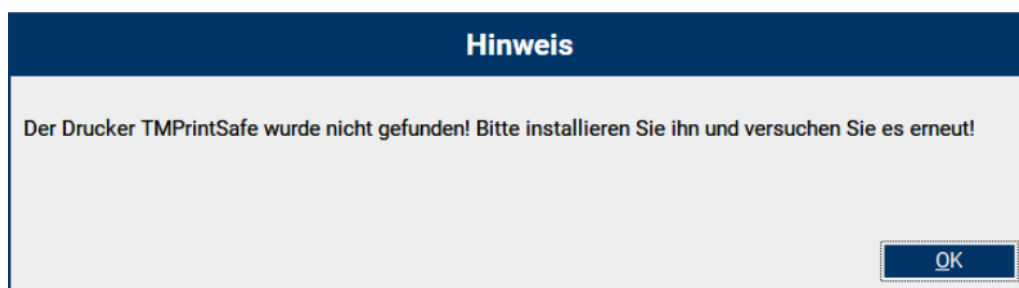 Hinweis
Der Drucker TMPrintSafe wurde nicht gefunden! Bitte installieren Sie ihn und versuchen Sie es erneut!
OK